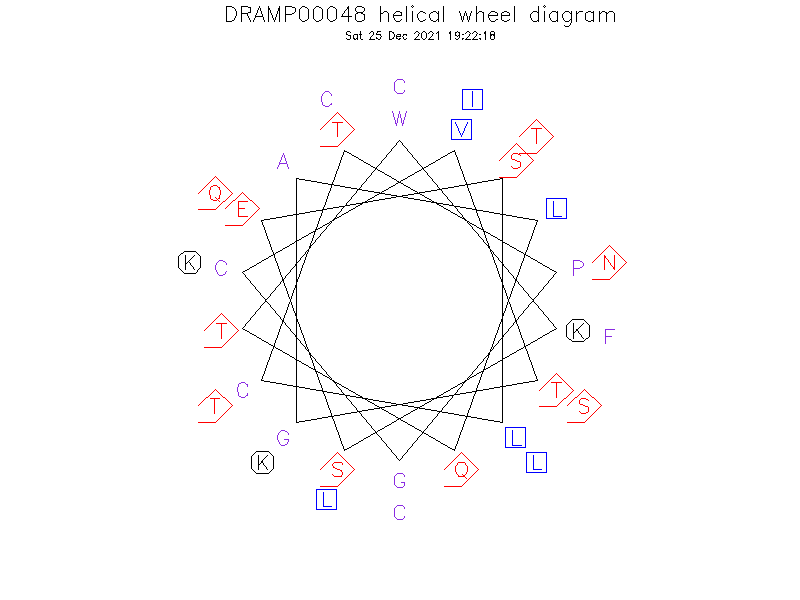 DRAMP00048 helical wheel diagram
Sat 25 Dec 2021 19:22:18
C
C I
W
T V T
A S
Q E L
K C P N
T K F
C T
T S
G L
K S Q L
G
L
C